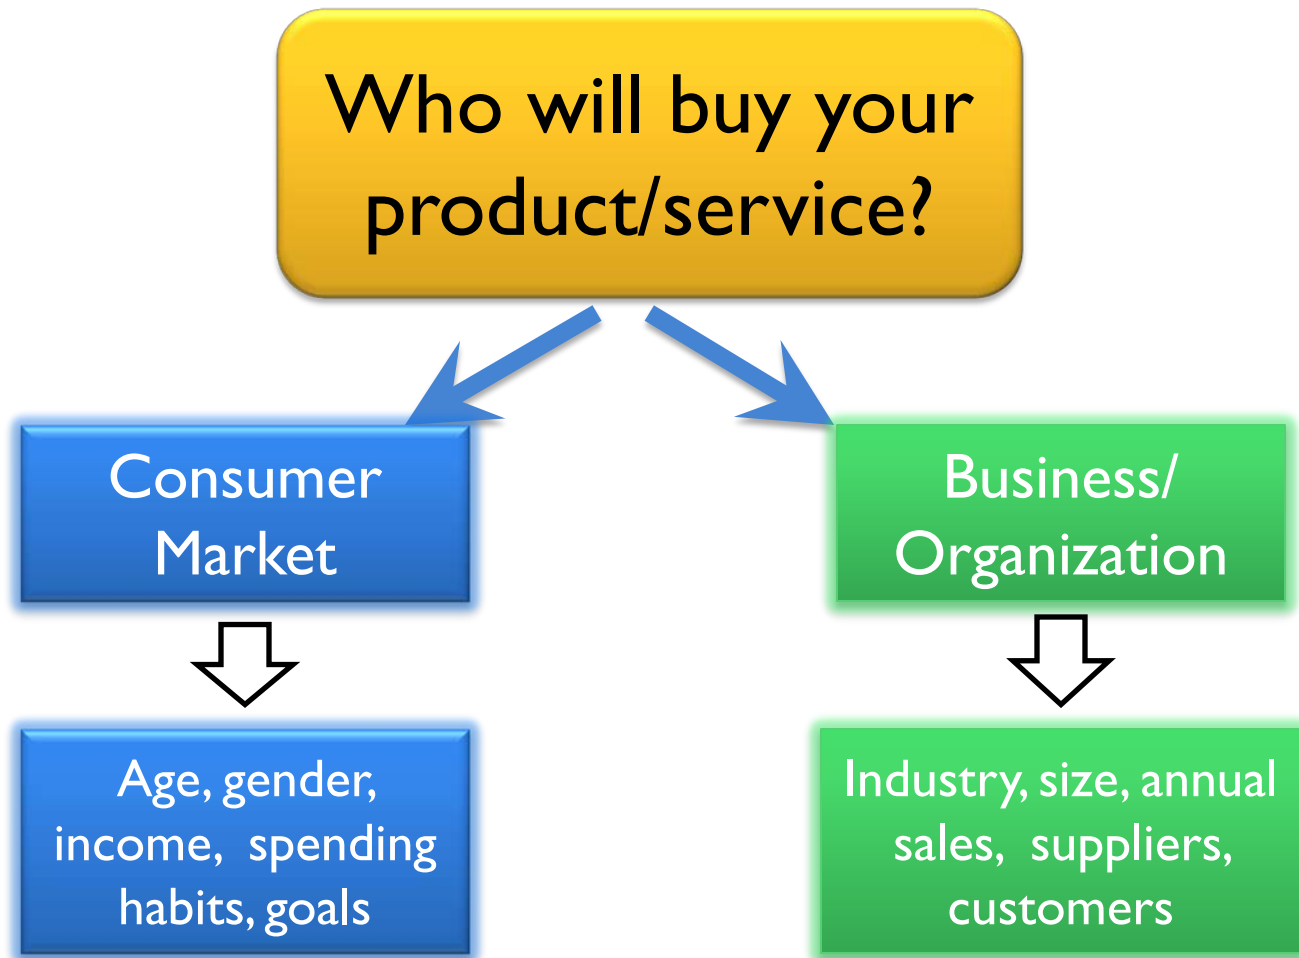 Who will buy your
product/service?
Consumer
Market
Business/
Organization
Age, gender,
income, spending
habits, goals
Industry, size, annual
sales, suppliers,
customers